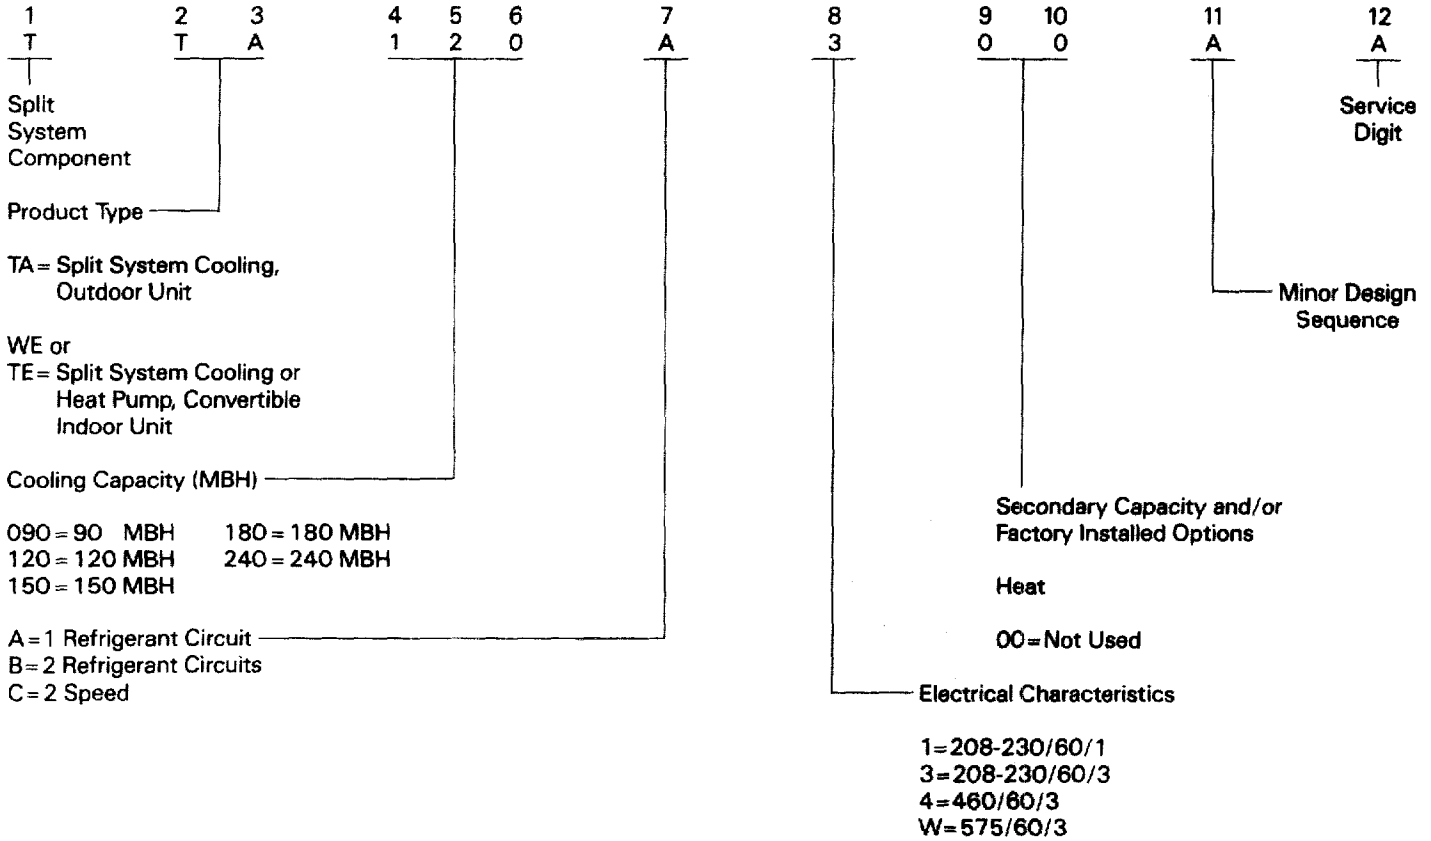 1 2 3 4 5 6 7 8 9 10 11 12
T T A 1 2 0 A 3 0 0 A A
Split
System
Component
Service
Digit
Product Type
TA = Split System Cooling,
Outdoor Unit
Minor Design
Sequence
WE or
TE = Split System Cooling or
Heat Pump, Convertible
Indoor Unit
Cooling Capacity (MBH)
090 = 90 MBH 180 = 180 MBH
120 = 120 MBH 240 = 240 MBH
150 = 150 MBH
Secondary Capacity and/or
Factory Installed Options
Heat
00 = Not Used
A = 1 Refrigerant Circuit
B = 2 Refrigerant Circuits
C = 2 Speed
Electrical Characteristics
1=208-230/60/1
3=208-230/60/3
4=460/60/3
W=575/60/3